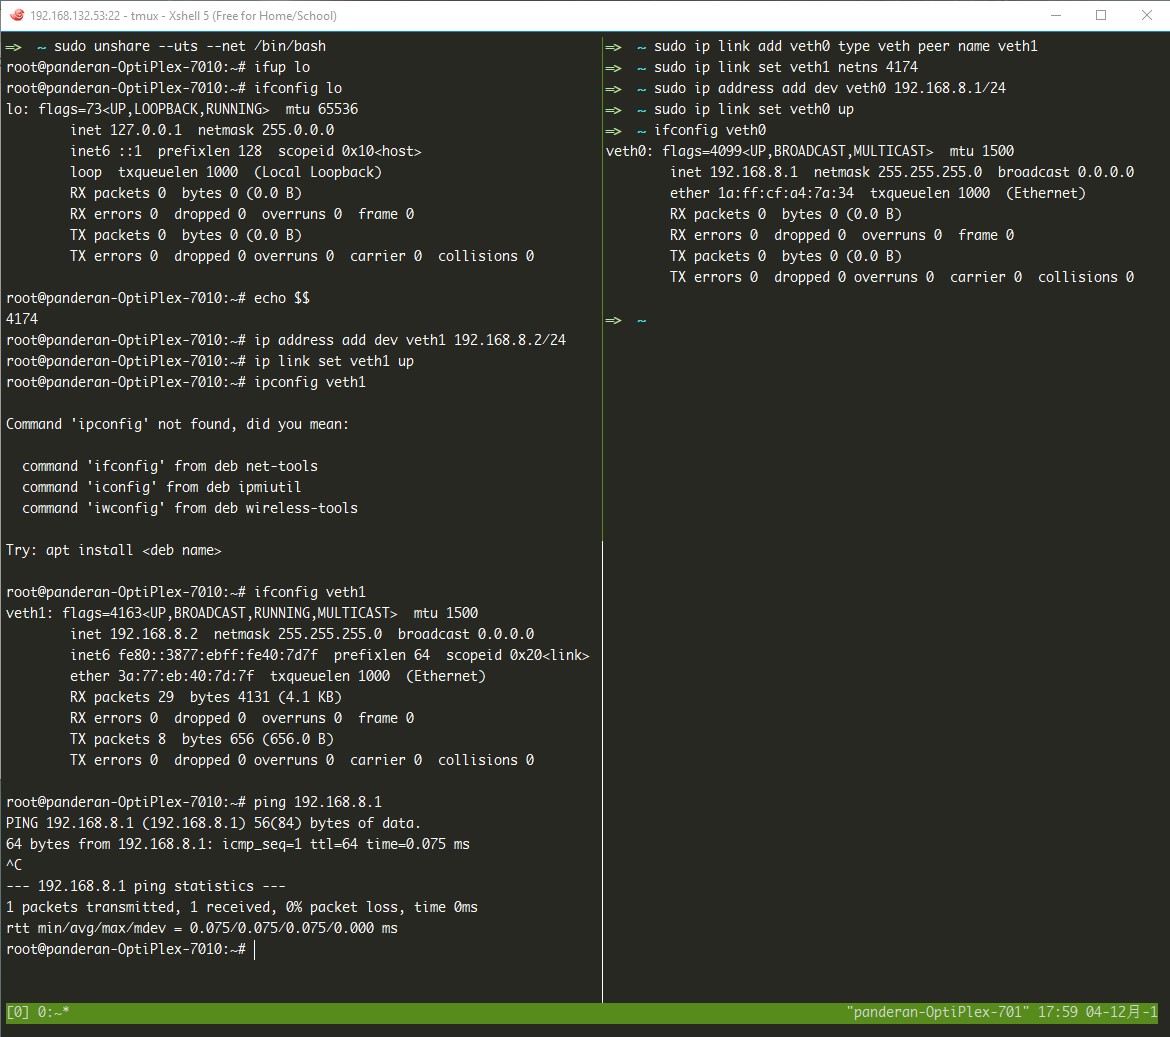 192.168.132.53:22 - tmux - Xshell 5 (Free for Home/School)
=> ~ sudo unshare --uts --net /bin/bash
root@panderan-OptiPlex-7010:~# ifup lo
root@panderan-OptiPlex-7010:~# ifconfig lo
lo: flags=73<UP,LOOPBACK,RUNNING>  mtu 65536
        inet 127.0.0.1  netmask 255.0.0.0
        inet6 ::1  prefixlen 128  scopeid 0x10<host>
        loop  txqueuelen 1000  (Local Loopback)
        RX packets 0  bytes 0 (0.0 B)
        RX errors 0  dropped 0  overruns 0  frame 0
        TX packets 0  bytes 0 (0.0 B)
        TX errors 0  dropped 0 overruns 0  carrier 0  collisions 0
root@panderan-OptiPlex-7010:~# echo $$
4174
root@panderan-OptiPlex-7010:~# ip address add dev veth1 192.168.8.2/24
root@panderan-OptiPlex-7010:~# ip link set veth1 up
root@panderan-OptiPlex-7010:~# ipconfig veth1
Command 'ipconfig' not found, did you mean:
  command 'ifconfig' from deb net-tools
  command 'iconfig' from deb ipmiutil
  command 'iwconfig' from deb wireless-tools
Try: apt install <deb name>
root@panderan-OptiPlex-7010:~# ifconfig veth1
veth1: flags=4163<UP,BROADCAST,RUNNING,MULTICAST>  mtu 1500
        inet 192.168.8.2  netmask 255.255.255.0  broadcast 0.0.0.0
        inet6 fe80::3877:ebff:fe40:7d7f  prefixlen 64  scopeid 0x20<link>
        ether 3a:77:eb:40:7d:7f  txqueuelen 1000  (Ethernet)
        RX packets 29  bytes 4131 (4.1 KB)
        RX errors 0  dropped 0  overruns 0  frame 0
        TX packets 8  bytes 656 (656.0 B)
        TX errors 0  dropped 0 overruns 0  carrier 0  collisions 0
root@panderan-OptiPlex-7010:~# ping 192.168.8.1
PING 192.168.8.1 (192.168.8.1) 56(84) bytes of data.
64 bytes from 192.168.8.1: icmp_seq=1 ttl=64 time=0.075 ms
^C
--- 192.168.8.1 ping statistics ---
1 packets transmitted, 1 received, 0% packet loss, time 0ms
rtt min/avg/max/mdev = 0.075/0.075/0.075/0.000 ms
root@panderan-OptiPlex-7010:~#
=> ~ sudo ip link add veth0 type veth peer name veth1
=> ~ sudo ip link set veth1 netns 4174
=> ~ sudo ip address add dev veth0 192.168.8.1/24
=> ~ sudo ip link set veth0 up
=> ~ ifconfig veth0
veth0: flags=4099<UP,BROADCAST,MULTICAST>  mtu 1500
        inet 192.168.8.1  netmask 255.255.255.0  broadcast 0.0.0.0
        ether 1a:ff:cf:a4:7a:34  txqueuelen 1000  (Ethernet)
        RX packets 0  bytes 0 (0.0 B)
        RX errors 0  dropped 0  overruns 0  frame 0
        TX packets 0  bytes 0 (0.0 B)
        TX errors 0  dropped 0 overruns 0  carrier 0  collisions 0
=> ~
[0] 0:~* "panderan-OptiPlex-701" 17:59 04-12月-1